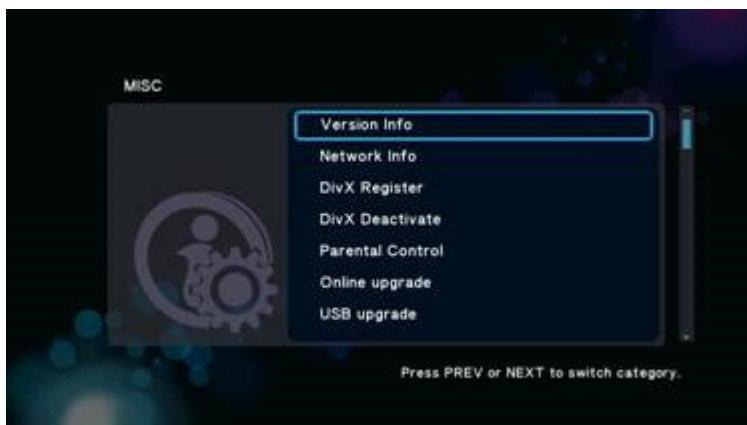 MISC
Version Info
Network Info
DivX Register
DivX Deactivate
Parental Control
Online upgrade
USB upgrade
Press PREV or NEXT to switch category.